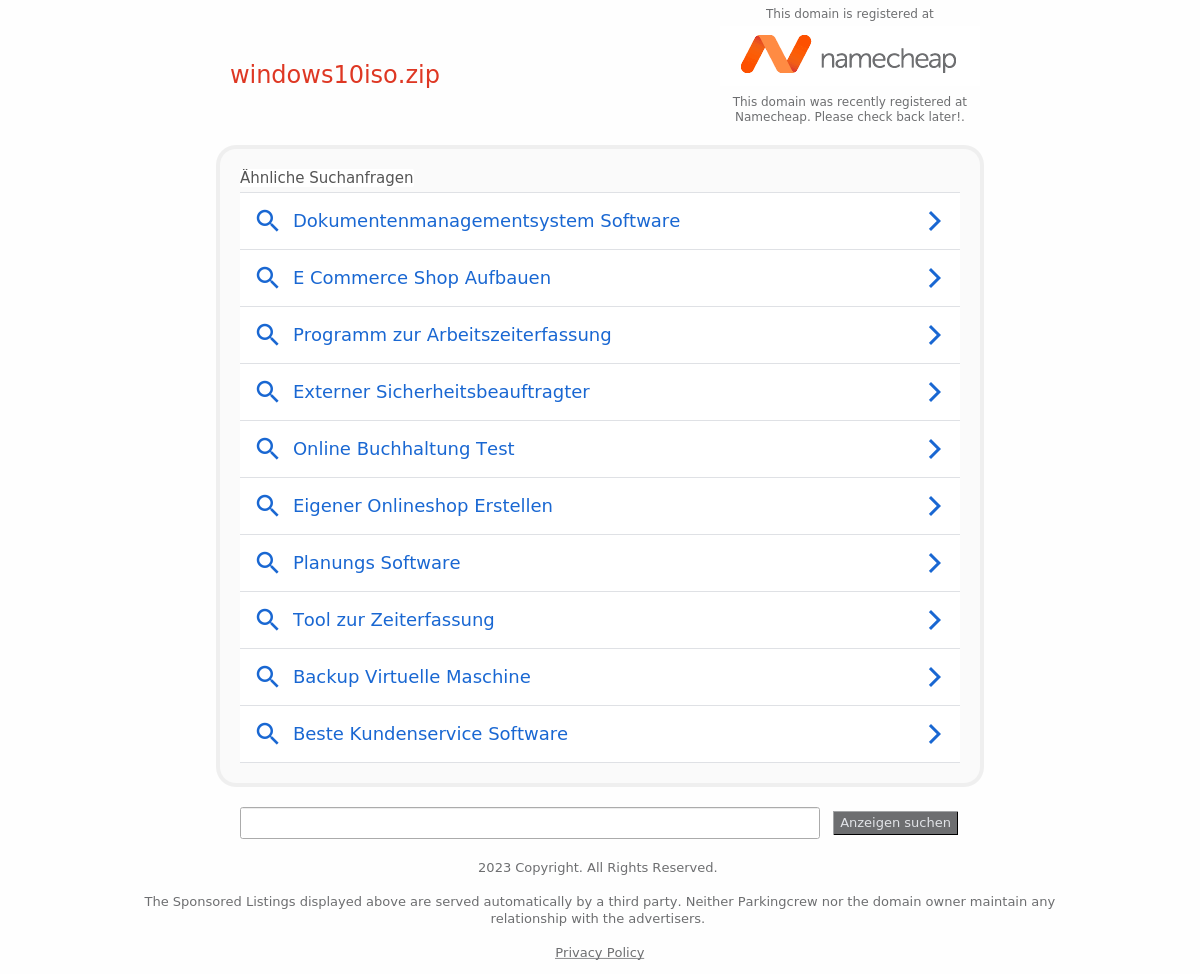 This domain is registered at
namecheap
windows10iso.zip
This domain was recently registered at
Namecheap. Please check back later!.
Ähnliche Suchanfragen
Dokumentenmanagementsystem Software
E Commerce Shop Aufbauen
Programm zur Arbeitszeiterfassung
Externer Sicherheitsbeauftragter
Online Buchhaltung Test
Eigener Onlineshop Erstellen
Planungs Software
Tool zur Zeiterfassung
Backup Virtuelle Maschine
Beste Kundenservice Software
Anzeigen suchen
2023 Copyright. All Rights Reserved.
The Sponsored Listings displayed above are served automatically by a third party. Neither Parkingcrew nor the domain owner maintain any
relationship with the advertisers.
Privacy Policy